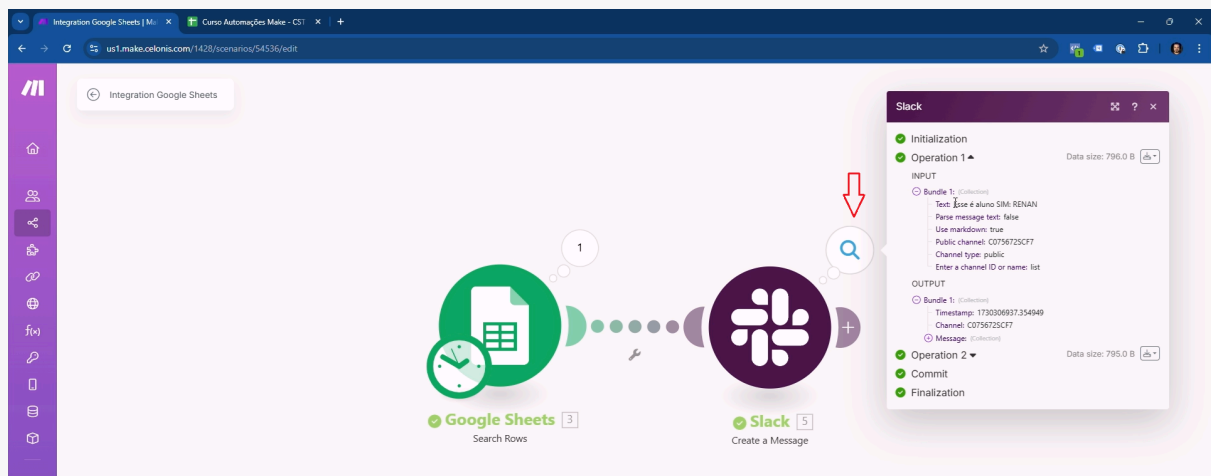 Integration Google Sheets | Ma
Curso Automações Make - CST
us1.make.celonis.com/1428/scenarios/54536/edit
1
Integration Google Sheets
Slack
?
Initialization
Operation 1
Data size: 796.0 B
INPUT
Bundle 1: (Collection)
Text: Esse é aluno SIM: RENAN
Parse message text: false
Use markdown: true
Public channel: C075672SCF7
Channel type: public
Enter a channel ID or name: list
OUTPUT
Bundle 1: (Collection)
Timestamp: 1730306937.354949
Channel: C075672SCF7
Message: (Collection)
Operation 2
Data size: 795.0 B
Commit
Finalization
1
Google Sheets 3
Search Rows
Slack 5
Create a Message
f(x)